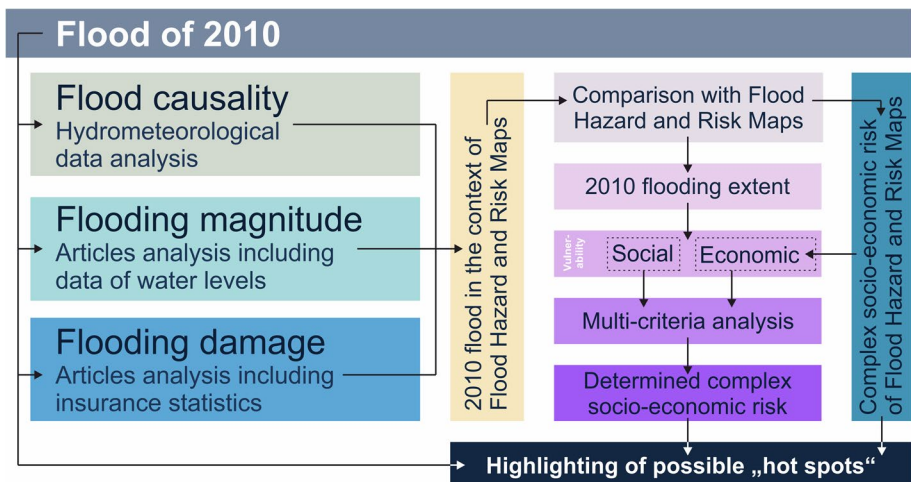 Flood of 2010
Flood causality
Hydrometeorological
data analysis
Flooding magnitude
Articles analysis including
data of water levels
Flooding damage
Articles analysis including
insurance statistics
2010 flood in the context of
Flood Hazard and Risk Maps
Comparison with Flood
Hazard and Risk Maps
2010 flooding extent
Vulner-
ability
Social
Economic
Multi-criteria analysis
Determined complex
socio-economic risk
Complex socio-economic risk
of Flood Hazard and Risk Maps
Highlighting of possible „hot spots“